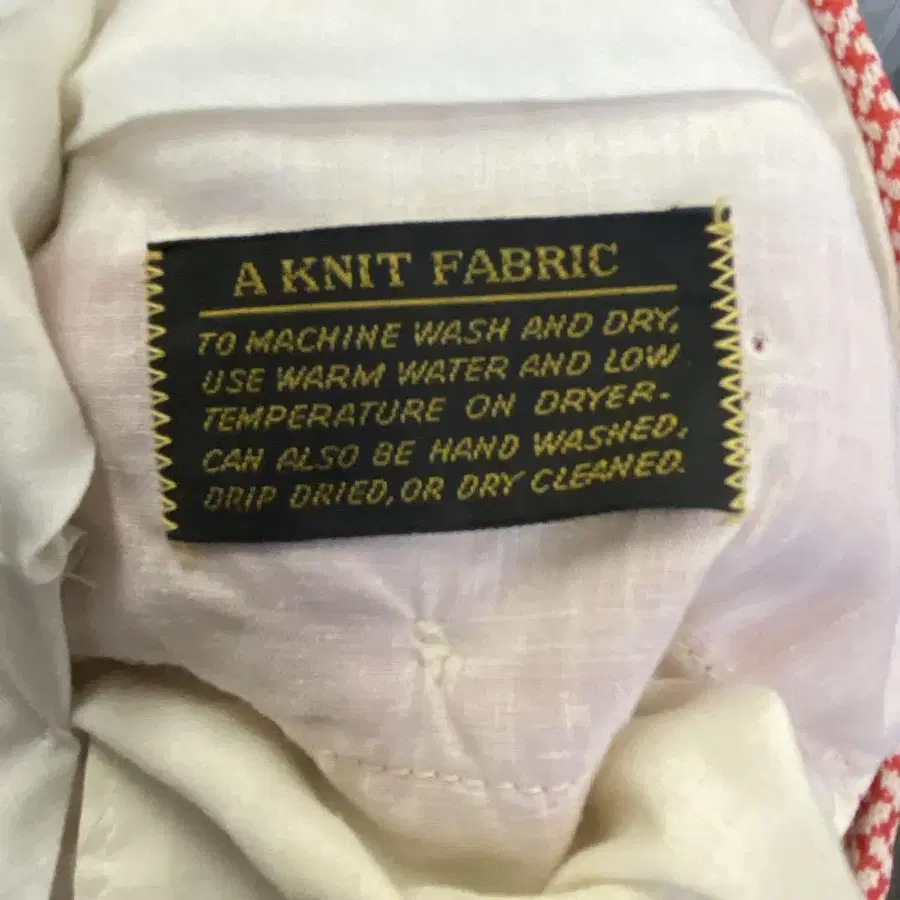 A KNIT FABRIC
TO MACHINE WASH AND DRY,
USE WARM WATER AND LOW
TEMPERATURE ON DRYER.
CAN ALSO BE HAND WASHED,
DRIP DRIED, OR DRY CLEANED.